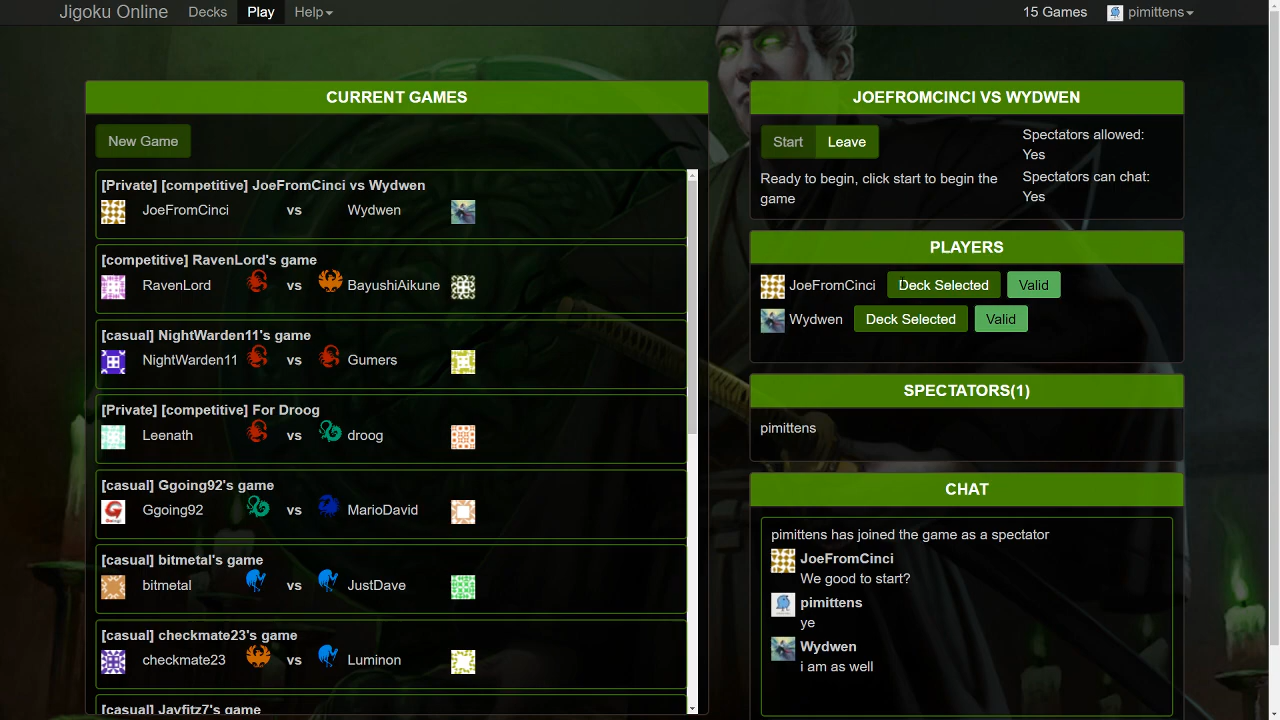 Jigoku Online
Decks
Play
Help
15 Games
pimittens
CURRENT GAMES
New Game
[Private] [competitive] JoeFromCinci vs Wydwen
JoeFromCinci vs Wydwen
[competitive] RavenLord's game
RavenLord vs BayushiAikune
[casual] NightWarden11's game
NightWarden11 vs Gumers
[Private] [competitive] For Droog
Leenath vs droog
[casual] Ggoing92's game
Ggoing92 vs MarioDavid
[casual] bitmetal's game
bitmetal vs JustDave
[casual] checkmate23's game
checkmate23 vs Luminon
[casual] Jayfitz7's game
JOEFROMCINCI VS WYDWEN
Start
Leave
Ready to begin, click start to begin the
game
Spectators allowed:
Yes
Spectators can chat:
Yes
PLAYERS
JoeFromCinci Deck Selected Valid
Wydwen Deck Selected Valid
SPECTATORS(1)
pimittens
CHAT
pimittens has joined the game as a spectator
JoeFromCinci
We good to start?
pimittens
ye
Wydwen
i am as well